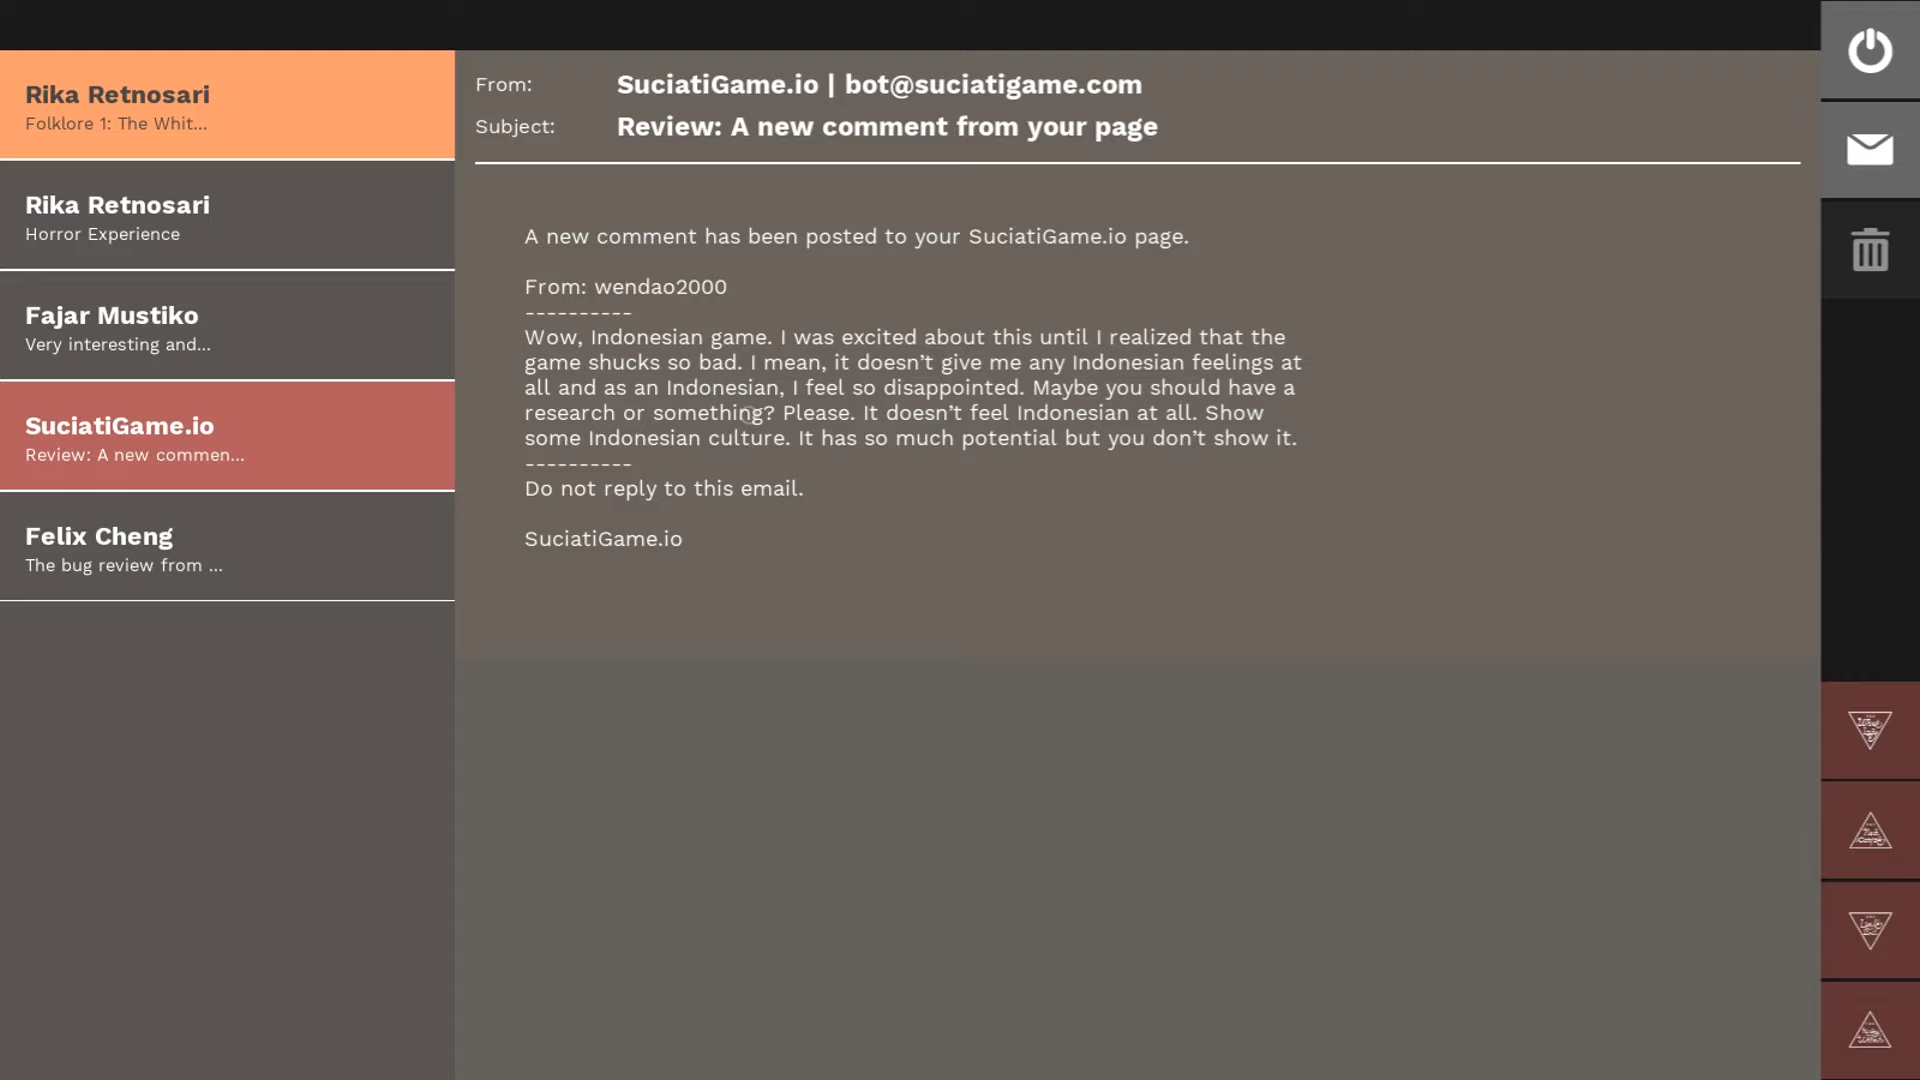 Rika Retnosari
Folklore 1: The Whit...
Rika Retnosari
Horror Experience
Fajar Mustiko
Very interesting and...
SuciatiGame.io
Review: A new commen...
Felix Cheng
The bug review from ...
From: SuciatiGame.io | bot@suciatigame.com
Subject: Review: A new comment from your page
A new comment has been posted to your SuciatiGame.io page.
From: wendao2000
----------
Wow, Indonesian game. I was excited about this until I realized that the
game shucks so bad. I mean, it doesn't give me any Indonesian feelings at
all and as an Indonesian, I feel so disappointed. Maybe you should have a
research or something? Please. It doesn't feel Indonesian at all. Show
some Indonesian culture. It has so much potential but you don't show it.
----------
Do not reply to this email.
SuciatiGame.io